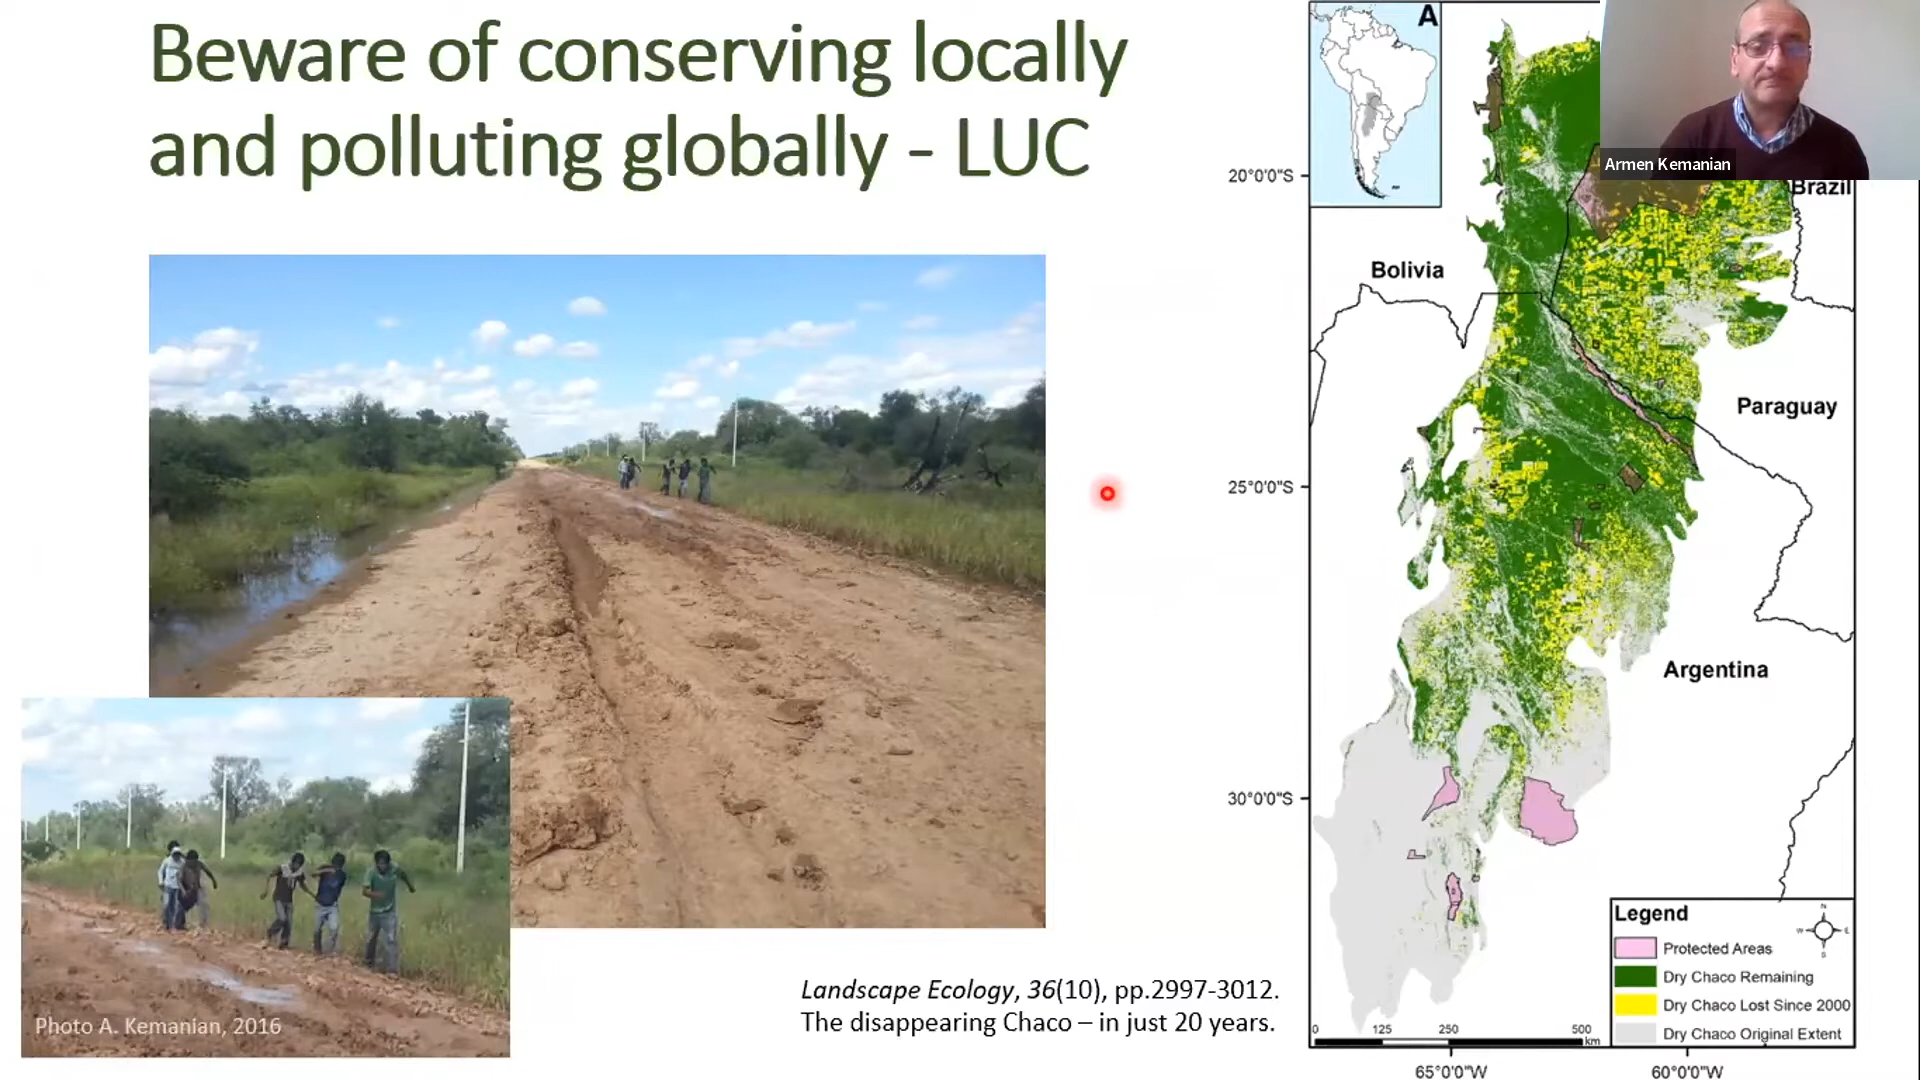 Beware of conserving locally
and polluting globally - LUC
A
Armen Kemanian
20°0'0"S
Brazil
Bolivia
Paraguay
25°0'0"S
Argentina
30°0'0"S
Legend
N
W E
S
Protected Areas
Dry Chaco Remaining
Dry Chaco Lost Since 2000
Dry Chaco Original Extent
Landscape Ecology, 36(10), pp.2997-3012.
The disappearing Chaco – in just 20 years.
Photo A. Kemanian, 2016
0 125 250 500
km
65°0'0"W 60°0'0"W